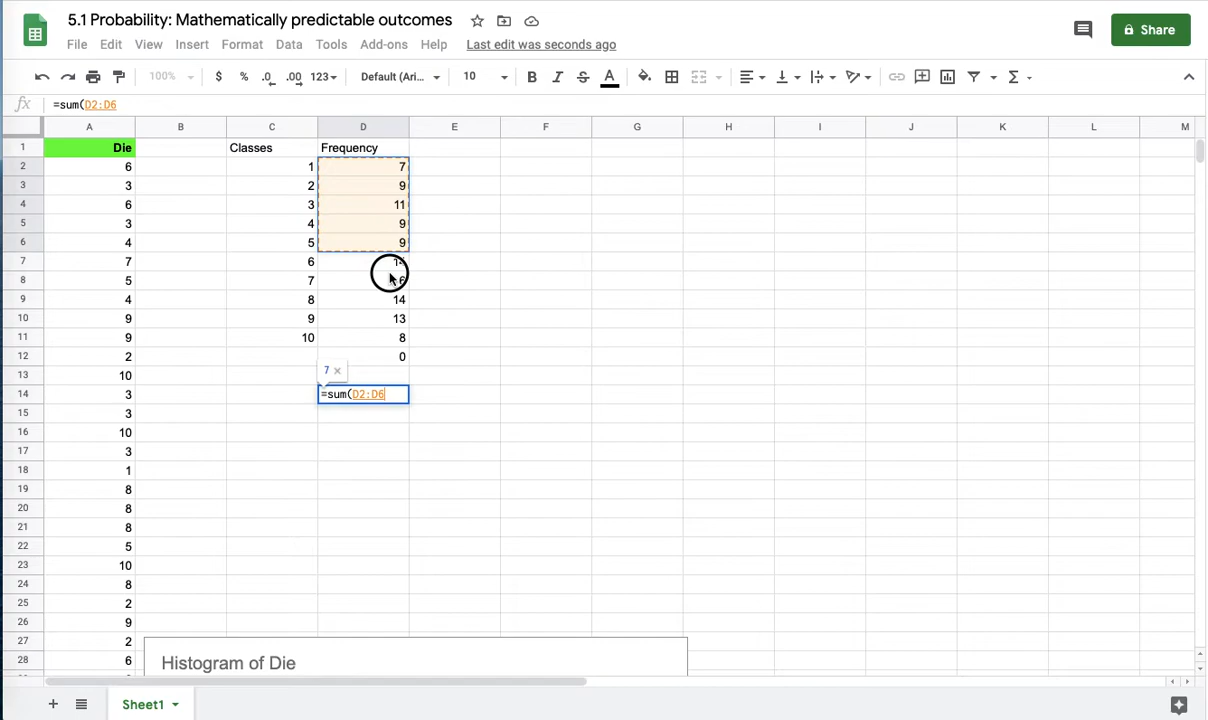 5.1 Probability: Mathematically predictable outcomes
File Edit View Insert Format Data Tools Add-ons Help Last edit was seconds ago
Share
100% $ % .0 .00 123 Default (Ari... 10 B I S A
fx =sum(D2:D6
A B C D E F G H I J K L M
1 Die Classes Frequency
2 6 1 7
3 3 2 9
4 6 3 11
5 3 4 9
6 4 5 9
7 7 6
8 5 7
9 4 8 14
10 9 9 13
11 9 10 8
12 2 0
7 ×
13 10
14 3 =sum(D2:D6
15 3
16 10
17 3
18 1
19 8
20 8
21 8
22 5
23 10
24 8
25 2
26 9
27 2
28 6
Histogram of Die
Sheet1